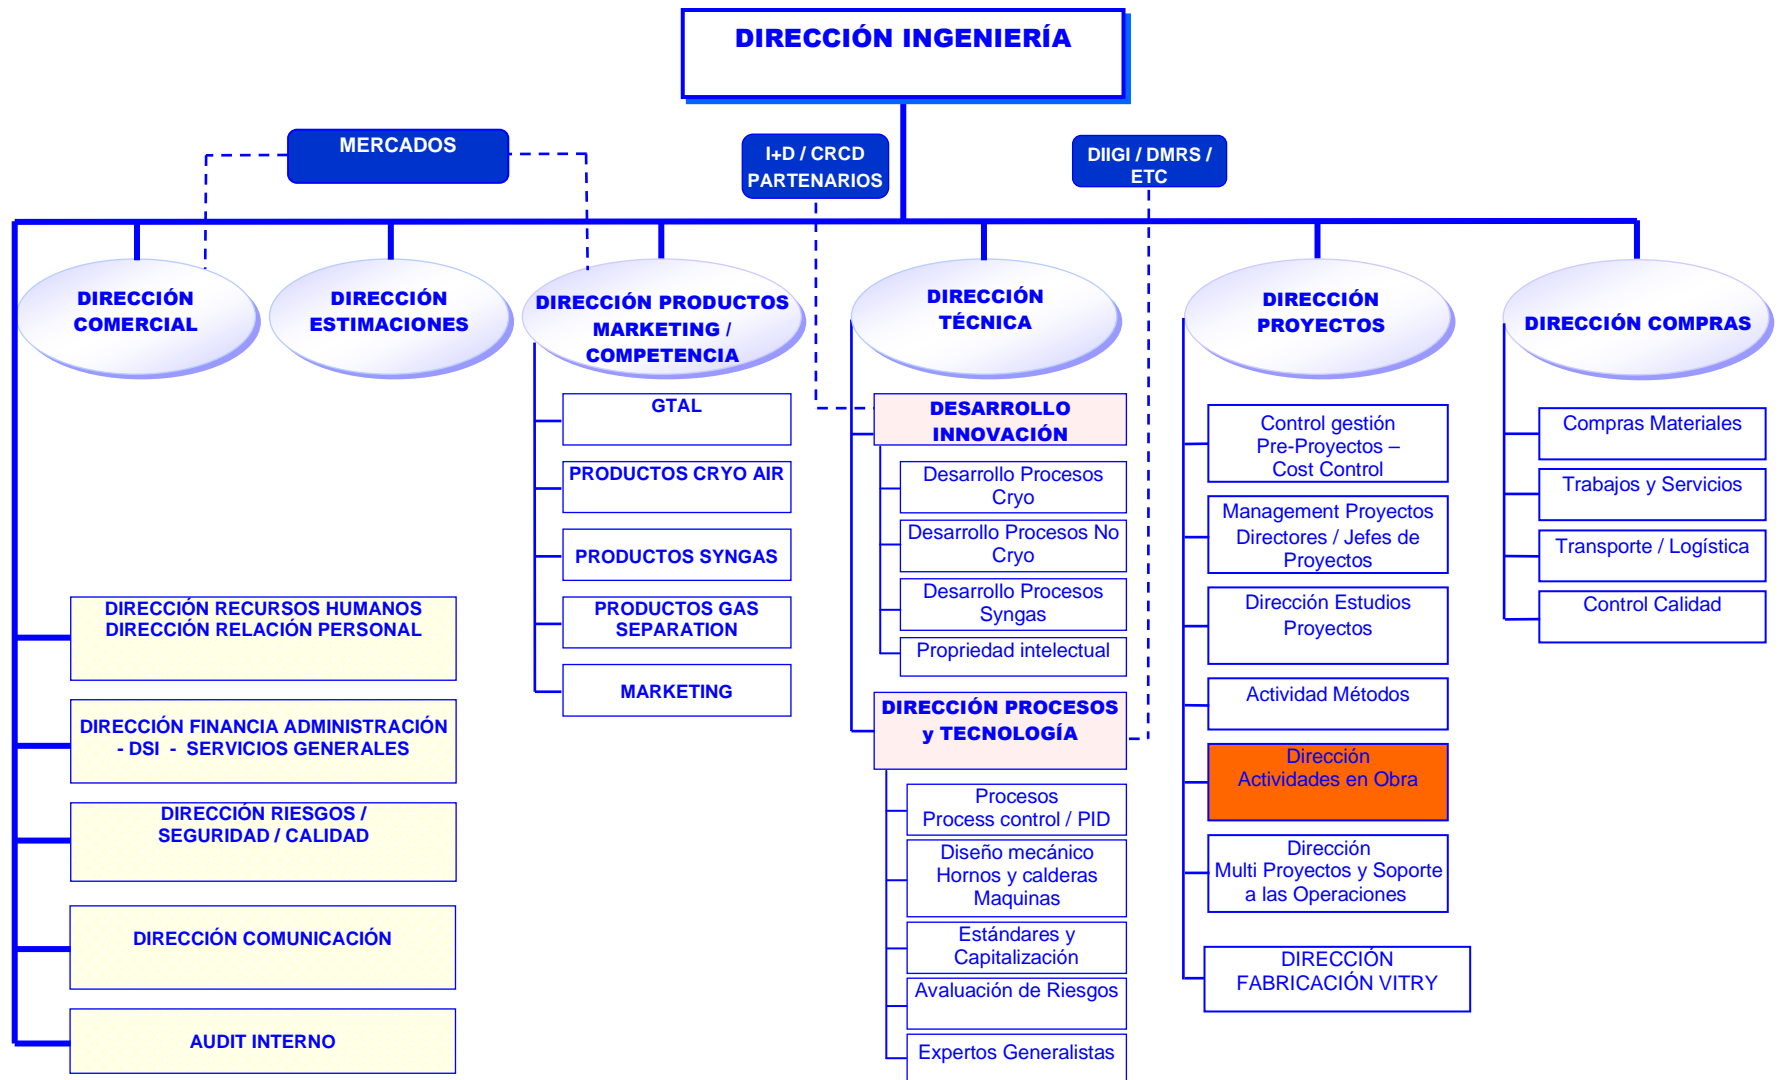 DIRECCIÓN INGENIERÍA
MERCADOS
I+D / CRCD
PARTENARIOS
DIIGI / DMRS /
ETC
DIRECCIÓN
COMERCIAL
DIRECCIÓN
ESTIMACIONES
DIRECCIÓN PRODUCTOS
MARKETING /
COMPETENCIA
DIRECCIÓN
TÉCNICA
DIRECCIÓN
PROYECTOS
DIRECCIÓN COMPRAS
DIRECCIÓN RECURSOS HUMANOS
DIRECCIÓN RELACIÓN PERSONAL
DIRECCIÓN FINANCIA ADMINISTRACIÓN
- DSI - SERVICIOS GENERALES
DIRECCIÓN RIESGOS /
SEGURIDAD / CALIDAD
DIRECCIÓN COMUNICACIÓN
AUDIT INTERNO
GTAL
PRODUCTOS CRYO AIR
PRODUCTOS SYNGAS
PRODUCTOS GAS
SEPARATION
MARKETING
DESARROLLO
INNOVACIÓN
Desarrollo Procesos
Cryo
Desarrollo Procesos No
Cryo
Desarrollo Procesos
Syngas
Propriedad intelectual
DIRECCIÓN PROCESOS
y TECNOLOGÍA
Procesos
Process control / PID
Diseño mecánico
Hornos y calderas
Maquinas
Estándares y
Capitalización
Avaluación de Riesgos
Expertos Generalistas
Control gestión
Pre-Proyectos –
Cost Control
Management Proyectos
Directores / Jefes de
Proyectos
Dirección Estudios
Proyectos
Actividad Métodos
Dirección
Actividades en Obra
Dirección
Multi Proyectos y Soporte
a las Operaciones
DIRECCIÓN
FABRICACIÓN VITRY
Compras Materiales
Trabajos y Servicios
Transporte / Logística
Control Calidad